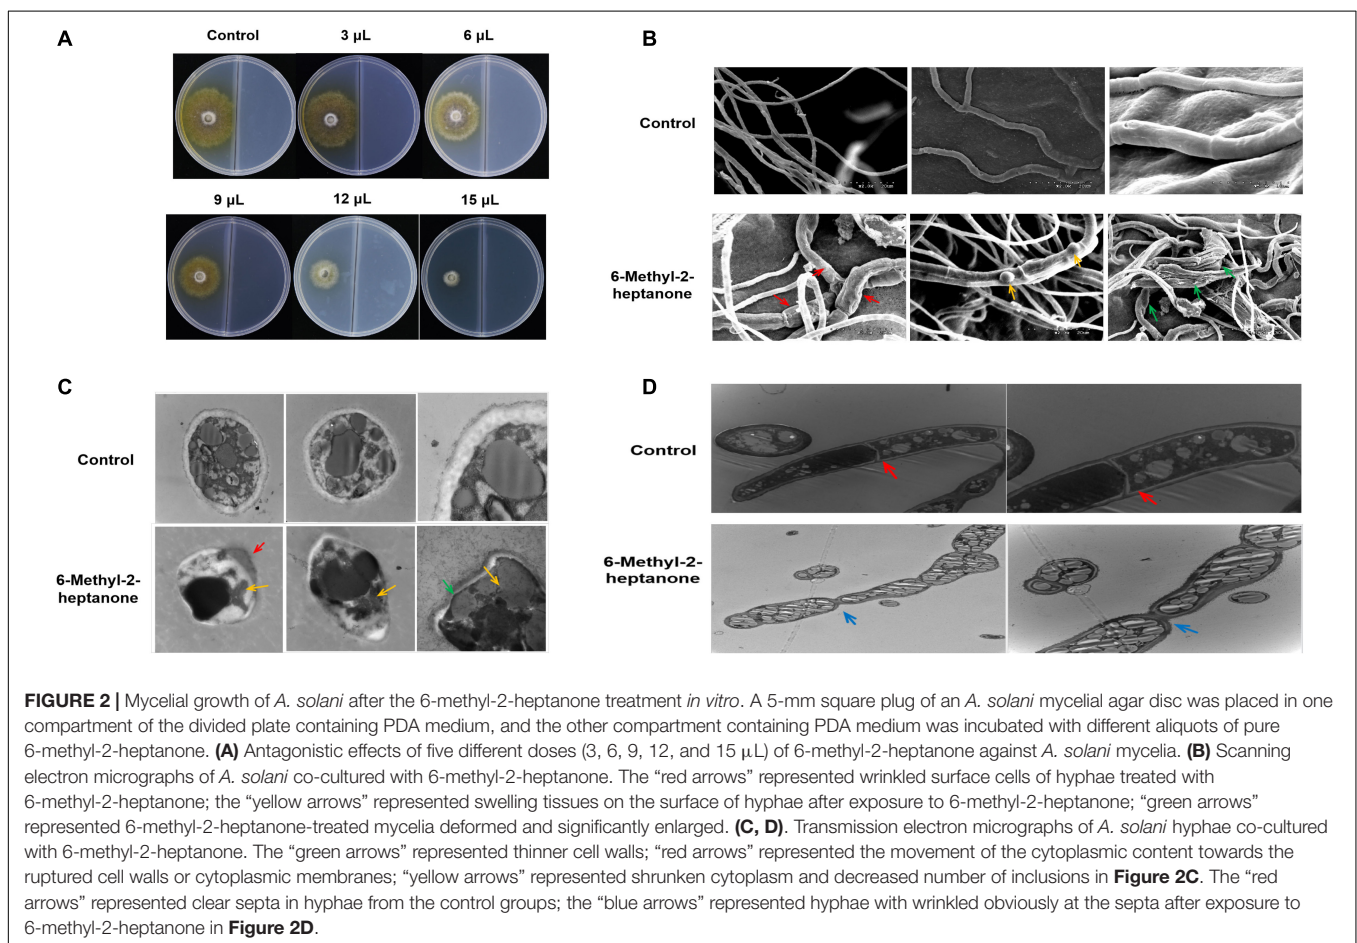 A
Control
3 µL
6 µL
9 µL
12 µL
15 µL
B
Control
6-Methyl-2-
heptanone
C
Control
6-Methyl-2-
heptanone
D
Control
6-Methyl-2-
heptanone
FIGURE 2 | Mycelial growth of A. solani after the 6-methyl-2-heptanone treatment in vitro. A 5-mm square plug of an A. solani mycelial agar disc was placed in one
compartment of the divided plate containing PDA medium, and the other compartment containing PDA medium was incubated with different aliquots of pure
6-methyl-2-heptanone. (A) Antagonistic effects of five different doses (3, 6, 9, 12, and 15 µL) of 6-methyl-2-heptanone against A. solani mycelia. (B) Scanning
electron micrographs of A. solani co-cultured with 6-methyl-2-heptanone. The “red arrows” represented wrinkled surface cells of hyphae treated with
6-methyl-2-heptanone; the “yellow arrows” represented swelling tissues on the surface of hyphae after exposure to 6-methyl-2-heptanone; “green arrows”
represented 6-methyl-2-heptanone-treated mycelia deformed and significantly enlarged. (C, D). Transmission electron micrographs of A. solani hyphae co-cultured
with 6-methyl-2-heptanone. The “green arrows” represented thinner cell walls; “red arrows” represented the movement of the cytoplasmic content towards the
ruptured cell walls or cytoplasmic membranes; “yellow arrows” represented shrunken cytoplasm and decreased number of inclusions in Figure 2C. The “red
arrows” represented clear septa in hyphae from the control groups; the “blue arrows” represented hyphae with wrinkled obviously at the septa after exposure to
6-methyl-2-heptanone in Figure 2D.